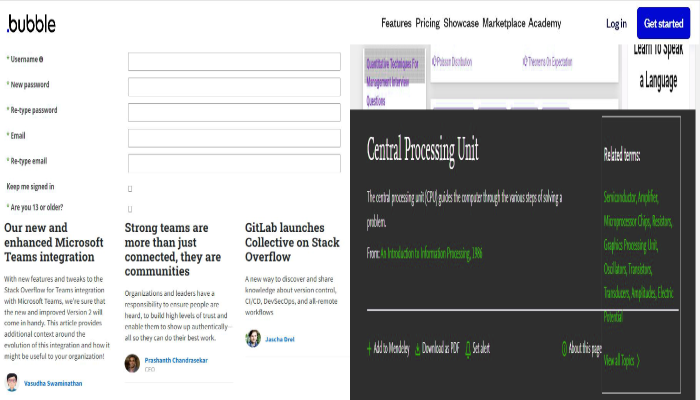 .bubble
Features Pricing Showcase Marketplace Academy
Log in
Get started
* Username
* New password
* Re-type password
* Email
* Re-type email
Keep me signed in
* Are you 13 or older?
Our new and
enhanced Microsoft
Teams integration
With new features and tweaks to the
Stack Overflow for Teams integration
with Microsoft Teams, we're sure that
the new and improved Version 2 will
come in handy. This article provides
additional context around the
evolution of this integration and how it
might be useful to your organization!
Vasudha Swaminathan
Strong teams are
more than just
connected, they are
communities
Organizations and leaders have a
responsibility to ensure people are
heard, to build high levels of trust and
enable them to show up authentically—
all so they can do their best work.
Prashanth Chandrasekar
CEO
GitLab launches
Collective on Stack
Overflow
A new way to discover and share
knowledge about version control,
CI/CD, DevSecOps, and all-remote
workflows
Jascha Drel
Quantitative Techniques For
Management Interview
Questions
Poisson Distribution
Theorems On Expectation
Learn To Speak
a Language
Central Processing Unit
The central processing unit (CPU) guides the computer through the various steps of solving a
problem.
From: An Introduction to Information Processing, 1986
Add to Mendeley
Download as PDF
Set alert
About this page
Related terms:
Semiconductor, Amplifier,
Microprocessor Chips, Resistors,
Graphics Processing Unit,
Oscillators, Transistors,
Transducers, Amplitudes, Electric
Potential
View all Topics